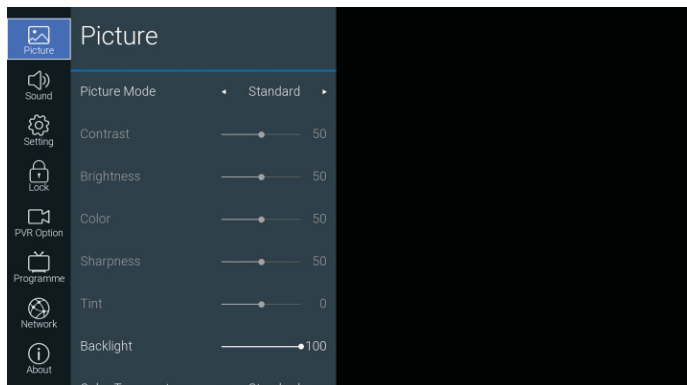 Picture
Sound
Setting
Lock
PVR Option
Programme
Network
About
Picture
Picture Mode Standard
Contrast 50
Brightness 50
Color 50
Sharpness 50
Tint 0
Backlight 100